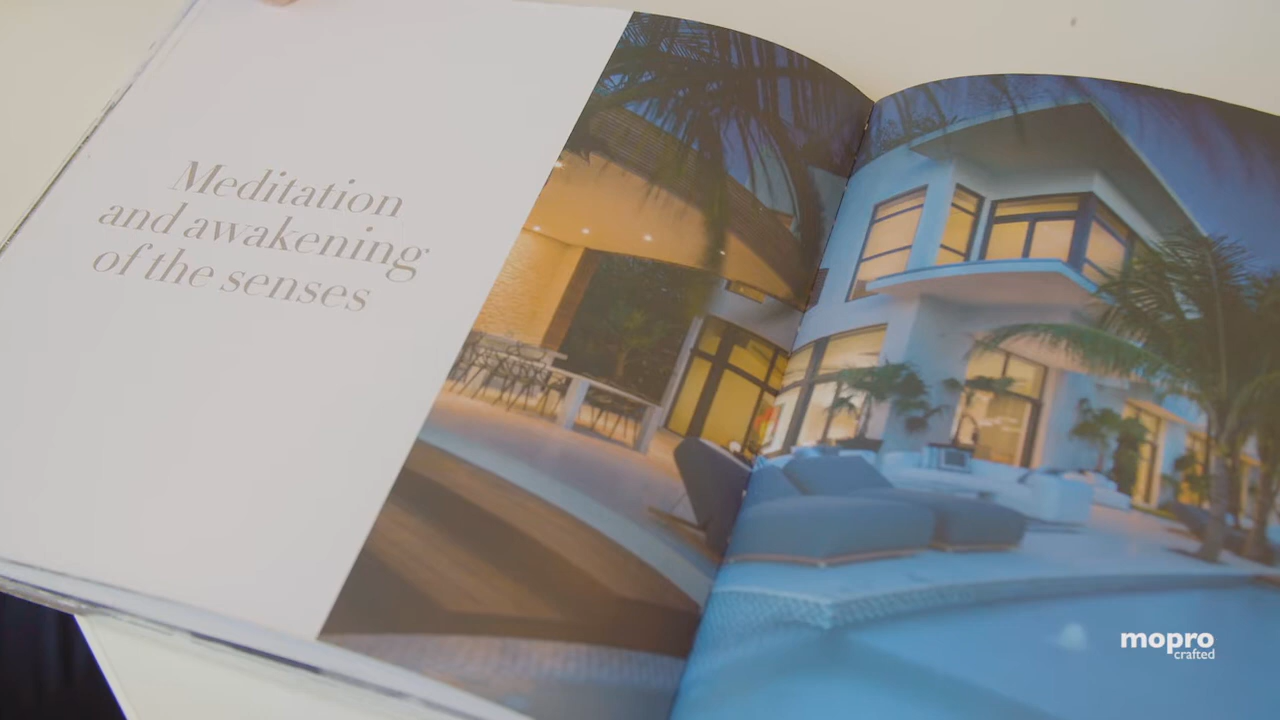 Meditation
and awakening
of the senses
mopro
crafted